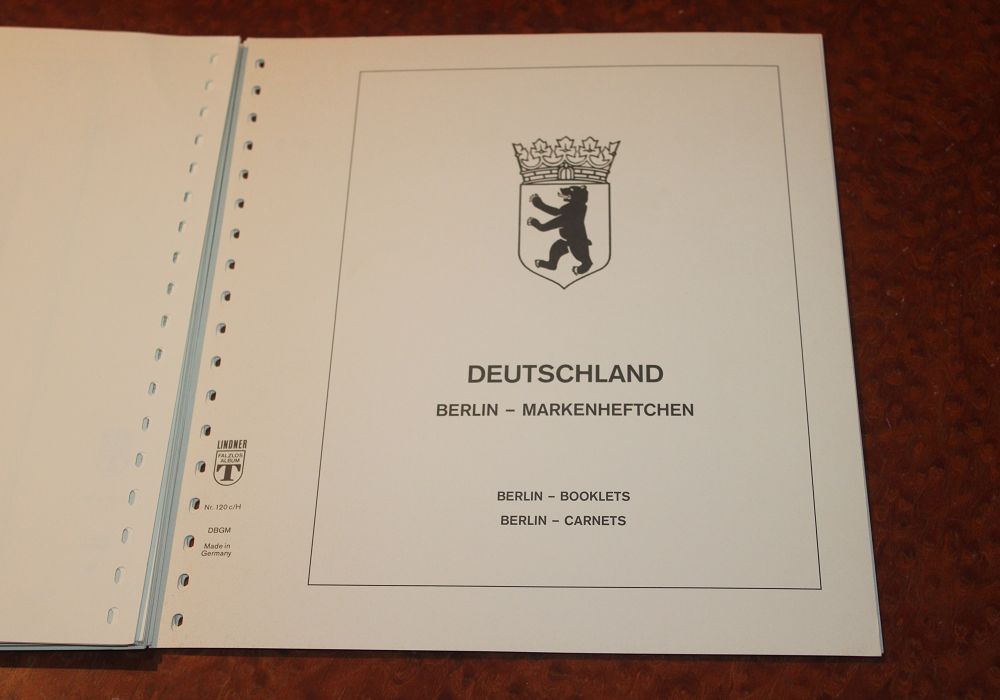 DEUTSCHLAND
BERLIN – MARKENHEFTCHEN
BERLIN – BOOKLETS
BERLIN – CARNETS
LINDNER
FALZLOS
ALBUM
T
Nr. 120 c/H
DBGM
Made in
Germany